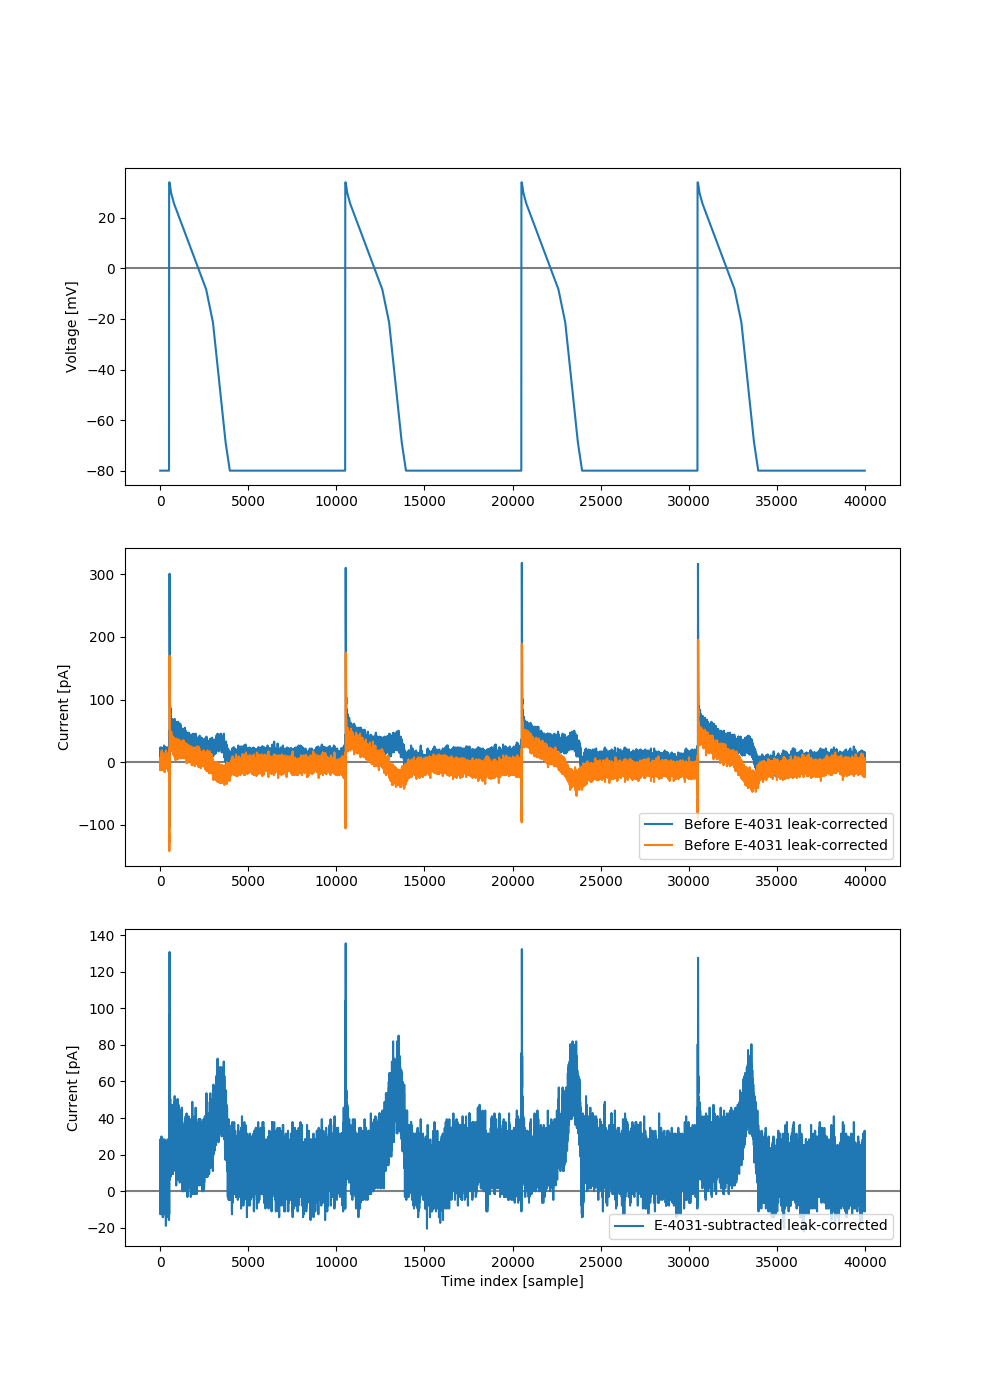 20
0
−20
−40
−60
−80
Voltage [mV]
0 5000 10000 15000 20000 25000 30000 35000 40000
300
200
100
0
−100
Current [pA]
Before E-4031 leak-corrected
Before E-4031 leak-corrected
0 5000 10000 15000 20000 25000 30000 35000 40000
140
120
100
80
60
40
20
0
−20
Current [pA]
E-4031-subtracted leak-corrected
0 5000 10000 15000 20000 25000 30000 35000 40000
Time index [sample]